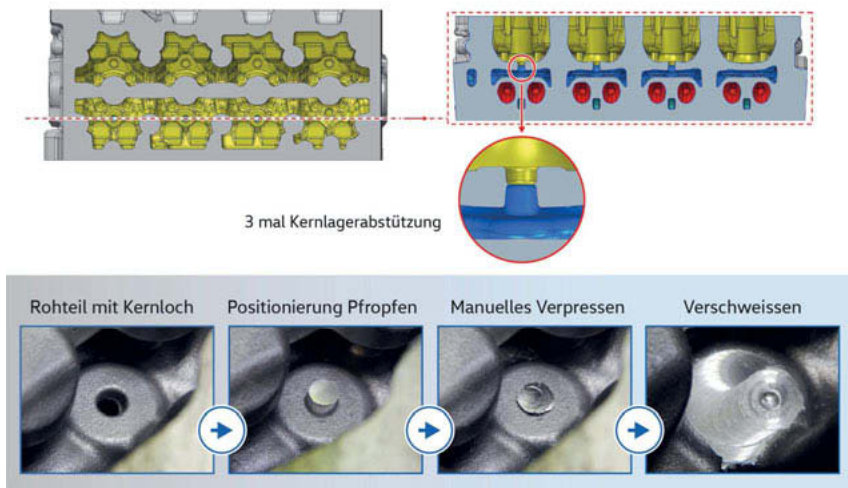 3 mal Kernlagerabstützung
Rohteil mit Kernloch
Positionierung Pfropfen
Manuelles Verpressen
Verschweissen